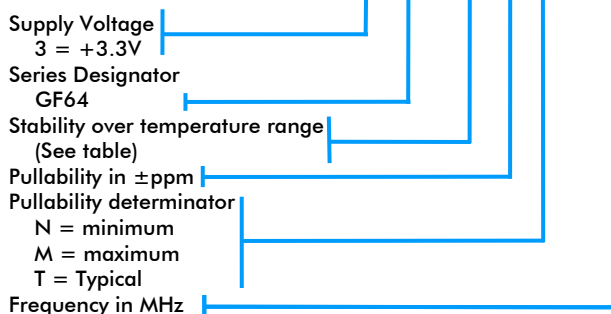 Supply Voltage
3 = +3.3V
Series Designator
GF64
Stability over temperature range
(See table)
Pullability in ±ppm
Pullability determinator
N = minimum
M = maximum
T = Typical
Frequency in MHz